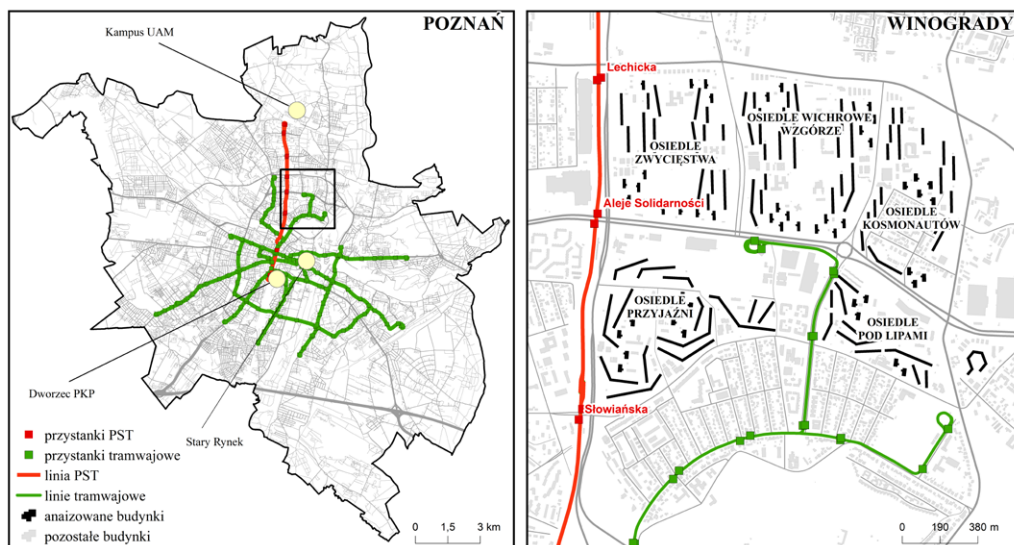 POZNAŃ
Kampus UAM
Dworzec PKP
Stary Rynek
przystanki PST
przystanki tramwajowe
linia PST
linie tramwajowe
anaizowane budynki
pozostałe budynki
0 1,5 3 km
WINOGRADY
Łechicka
OSIEDLE WICHROWE
WZGÓRZE
OSIEDLE
ZWYCIĘSTWA
Aleje Solidarności
OSIEDLE
KOSMONAUTÓW
OSIEDLE
PRZYJAŹNI
OSIEDLE
POD LIPAMI
Słowiańska
0 190 380 m